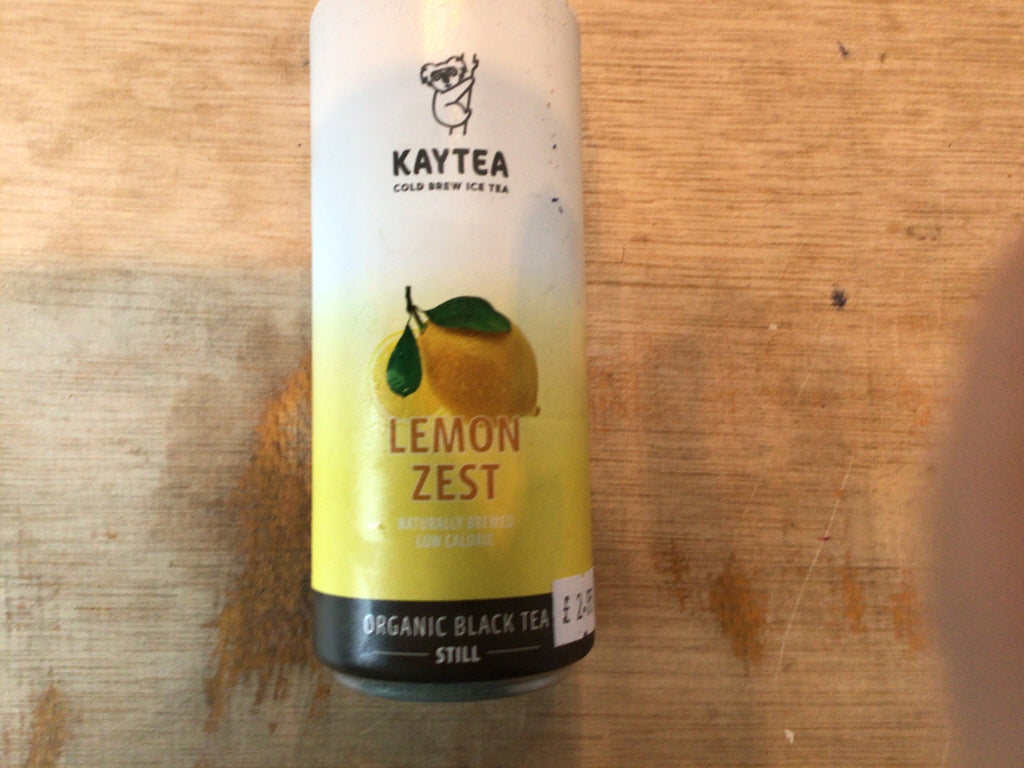 KAYTEA
COLD BREW ICE TEA
LEMON
ZEST
NATURALLY BREWED
LOW CALORIE
ORGANIC BLACK TEA
STILL